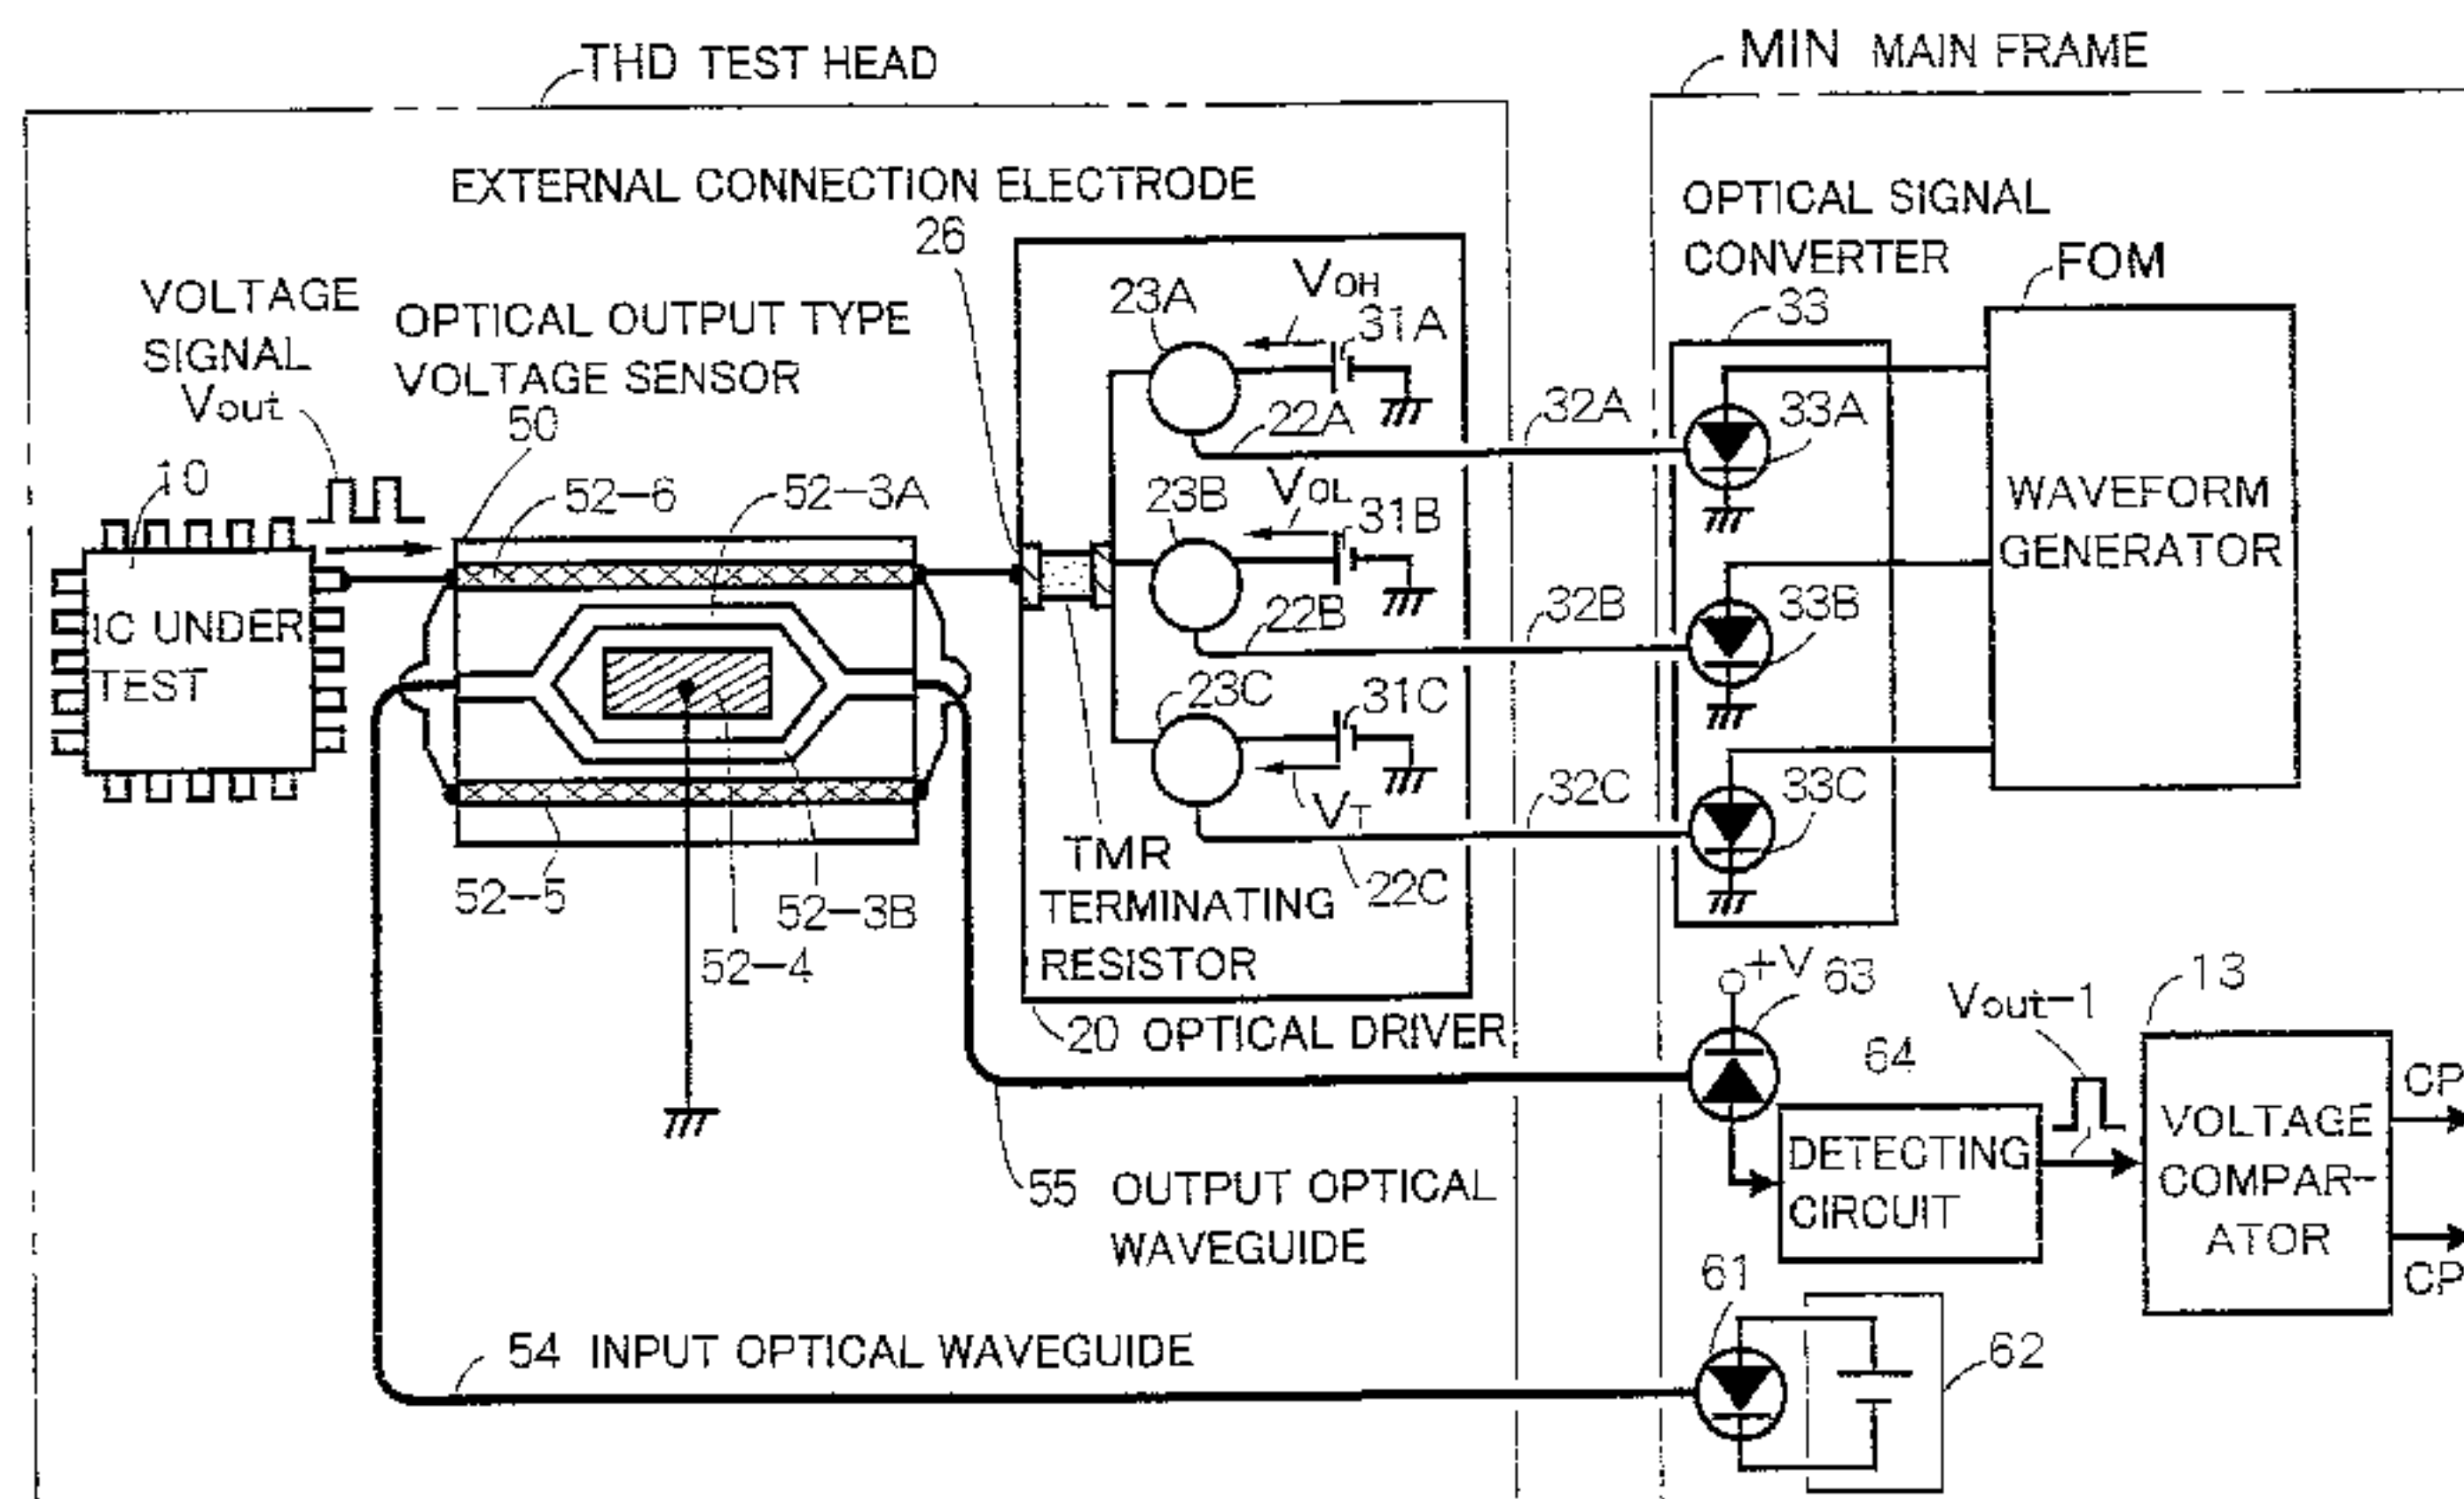 THD TEST HEAD
MIN MAIN FRAME
EXTERNAL CONNECTION ELECTRODE
26
OPTICAL SIGNAL
CONVERTER
33
FOM
VOLTAGE
SIGNAL
Vout
OPTICAL OUTPUT TYPE
VOLTAGE SENSOR
50
23A
VOH
31A
22A
32A
33A
10
52-6
52-3A
23B
VOL
31B
22B
32B
33B
WAVEFORM
GENERATOR
IC UNDER
TEST
23C
31C
VT
22C
32C
33C
52-5
52-3B
52-4
TMR
TERMINATING
RESISTOR
20 OPTICAL DRIVER
+V
63
64
Vout-1
13
DETECTING
CIRCUIT
VOLTAGE
COMPAR-
ATOR
CP
CP
55 OUTPUT OPTICAL
WAVEGUIDE
61
62
54 INPUT OPTICAL WAVEGUIDE